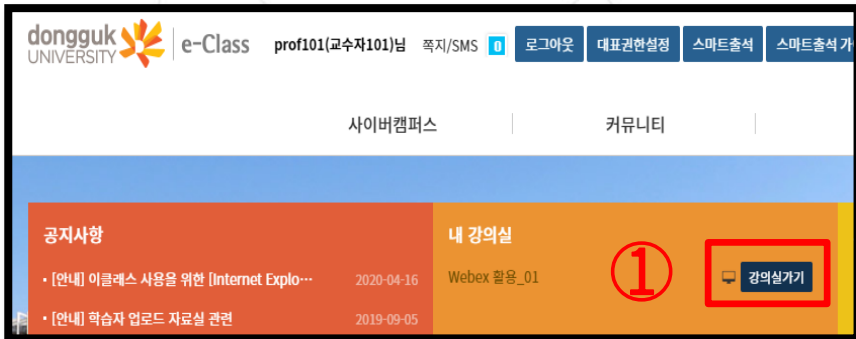 dongguk UNIVERSITY e-Class prof101(교수자101)님 쪽지/SMS 0 로그아웃 대표권한설정 스마트출석 스마트출석 가
사이버캠퍼스 커뮤니티
공지사항
• [안내] 이클래스 사용을 위한 [Internet Explo… 2020-04-16
• [안내] 학습자 업로드 자료실 관련 2019-09-05
내 강의실
Webex 활용_01 ① 강의실가기